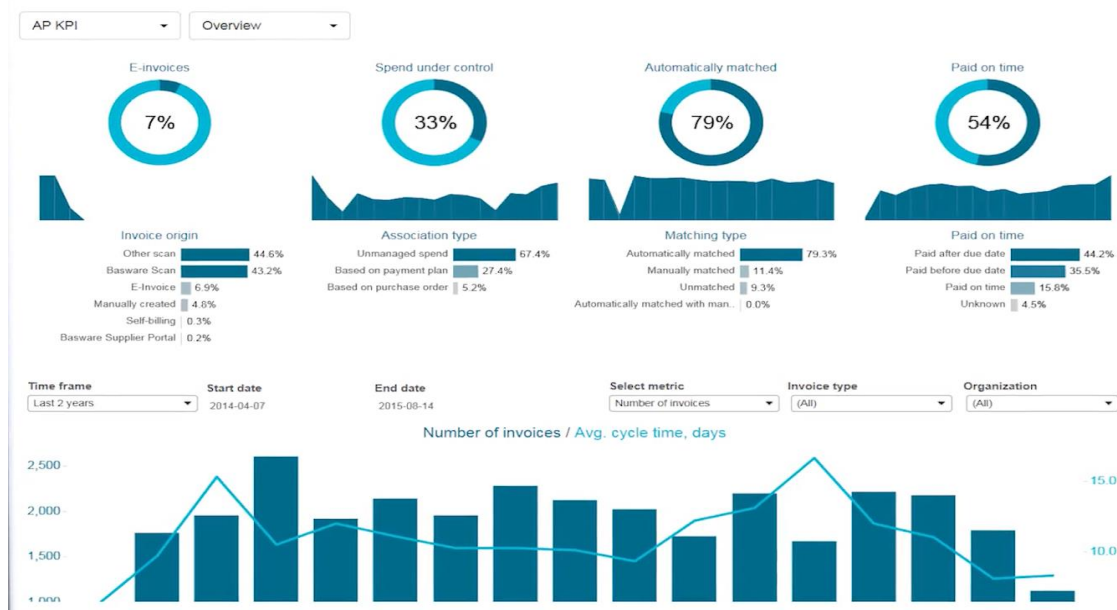 AP KPI Overview
E-invoices Spend under control Automatically matched Paid on time
7% 33% 79% 54%
Invoice origin
Other scan 44.6%
Basware Scan 43.2%
E-Invoice 6.9%
Manually created 4.8%
Self-billing 0.3%
Basware Supplier Portal 0.2%
Association type
Unmanaged spend 67.4%
Based on payment plan 27.4%
Based on purchase order 5.2%
Matching type
Automatically matched 79.3%
Manually matched 11.4%
Unmatched 9.3%
Automatically matched with man.. 0.0%
Paid on time
Paid after due date 44.2%
Paid before due date 35.5%
Paid on time 15.8%
Unknown 4.5%
Time frame Start date End date Select metric Invoice type Organization
Last 2 years 2014-04-07 2015-08-14 Number of invoices (All) (All)
Number of invoices / Avg. cycle time, days
2,500
15.0
2,000
1,500
10.0
1,000